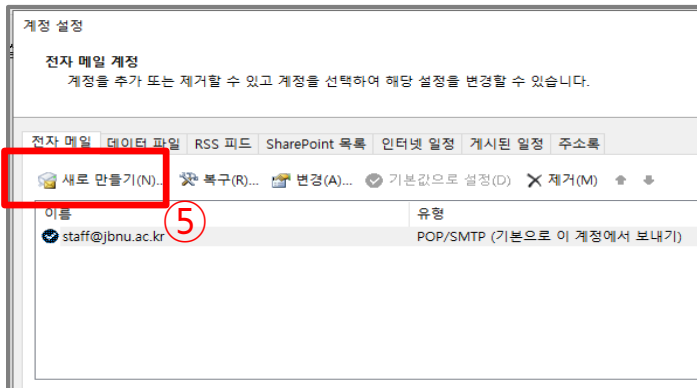 계정 설정
전자 메일 계정
계정을 추가 또는 제거할 수 있고 계정을 선택하여 해당 설정을 변경할 수 있습니다.
전자 메일 데이터 파일 RSS 피드 SharePoint 목록 인터넷 일정 게시된 일정 주소록
새로 만들기(N)... 복구(R)... 변경(A)... 기본값으로 설정(D) 제거(M)
이름 유형
⑤
staff@jbnu.ac.kr POP/SMTP (기본으로 이 계정에서 보내기)